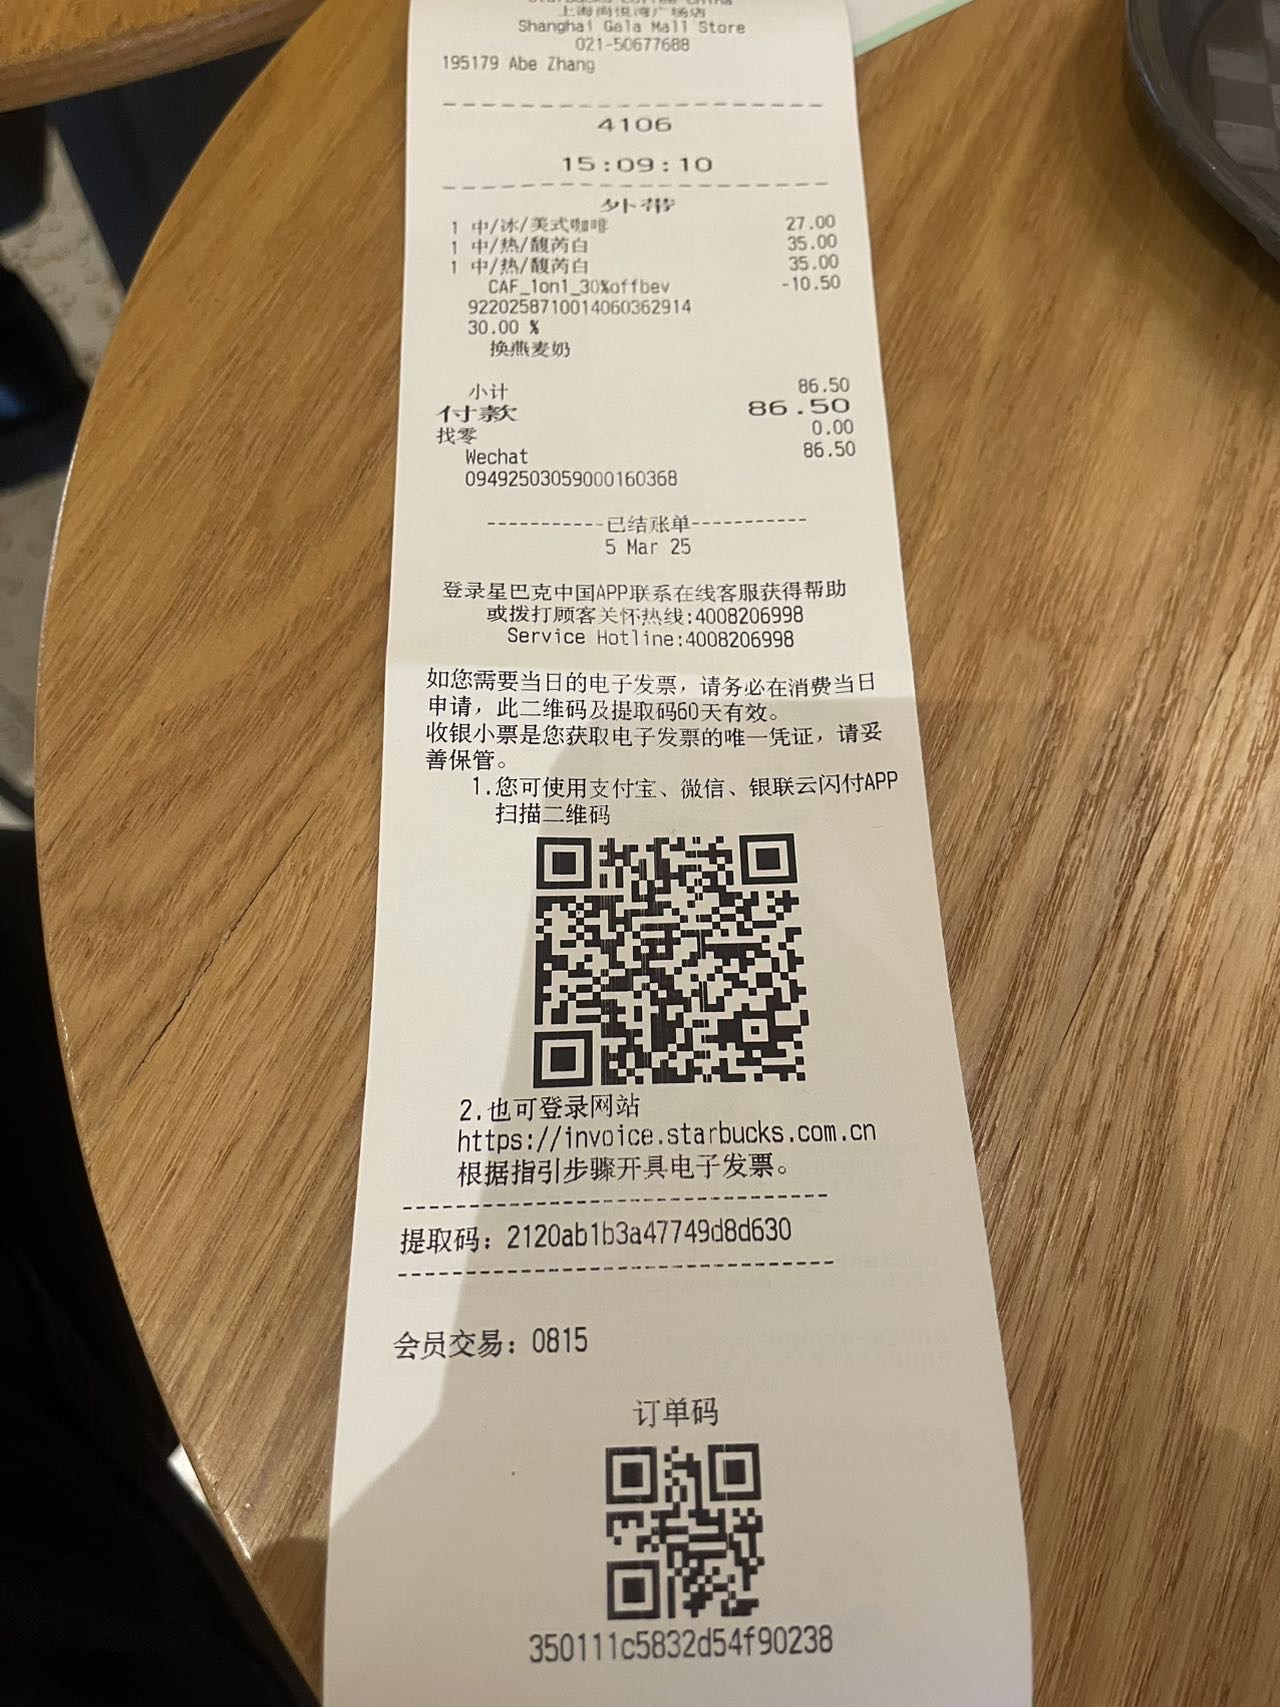 Starbucks Coffee China
上海尚悦湾广场店
Shanghai Gala Mall Store
021-50677688
195179 Abe Zhang
4106
15:09:10
外带
1 中/冰/美式咖啡 27.00
1 中/热/馥芮白 35.00
1 中/热/馥芮白 35.00
CAF_1on1_30%offbev -10.50
9220258710014060362914
30.00 %
换燕麦奶
小计 86.50
付款 86.50
找零 0.00
Wechat 86.50
09492503059000160368
-----------已结账单-----------
5 Mar 25
登录星巴克中国APP联系在线客服获得帮助
或拨打顾客关怀热线:4008206998
Service Hotline:4008206998
如您需要当日的电子发票，请务必在消费当日
申请，此二维码及提取码60天有效。
收银小票是您获取电子发票的唯一凭证，请妥
善保管。
1.您可使用支付宝、微信、银联云闪付APP
扫描二维码
2.也可登录网站
https://invoice.starbucks.com.cn
根据指引步骤开具电子发票。
提取码：2120ab1b3a47749d8d630
会员交易：0815
订单码
350111c5832d54f90238